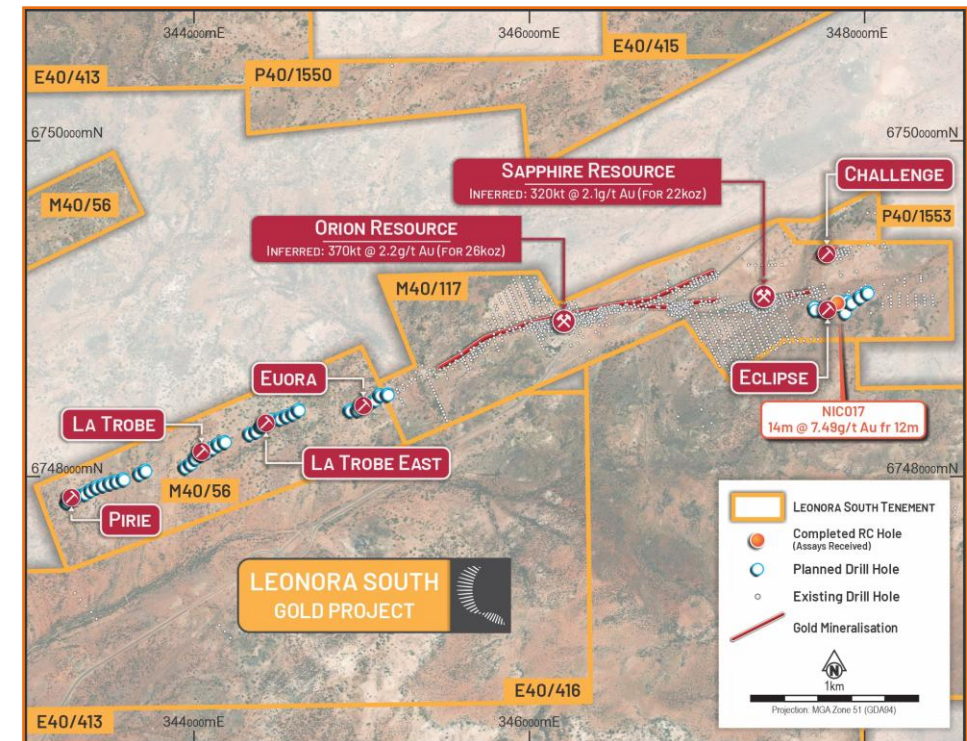 344000mE
346000mE
348000mE
E40/413
P40/1550
E40/415
6750000mN
6750000mN
M40/56
SAPPHIRE RESOURCE
INFERRED: 320kt @ 2.1g/t Au (FOR 22koz)
CHALLENGE
P40/1553
ORION RESOURCE
INFERRED: 370kt @ 2.2g/t Au (FOR 26koz)
M40/117
EUORA
ECLIPSE
NIC017
14m @ 7.49g/t Au fr 12m
LA TROBE
LA TROBE EAST
6748000mN
6748000mN
M40/56
PIRIE
LEONORA SOUTH
GOLD PROJECT
LEONORA SOUTH TENEMENT
Completed RC Hole
(Assays Received)
Planned Drill Hole
Existing Drill Hole
Gold Mineralisation
N
1km
Projection: MGA Zone 51 (GDA94)
E40/416
E40/413
344000mE
346000mE